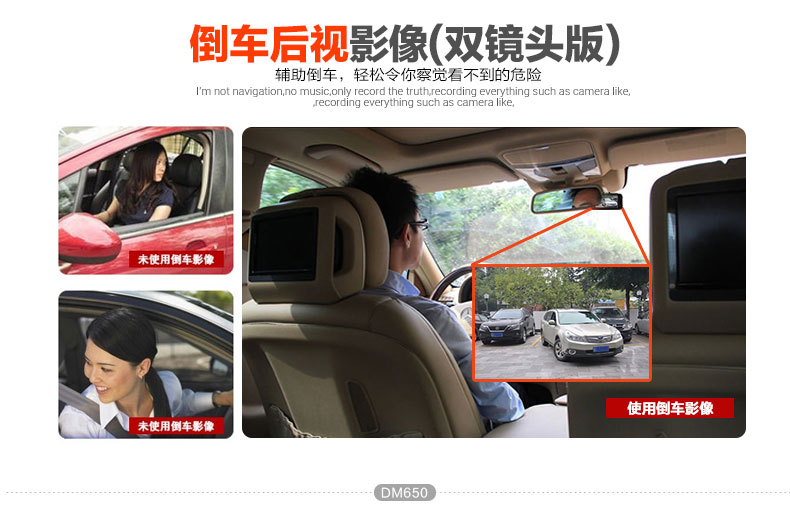 倒车后视影像(双镜头版)
辅助倒车，轻松令你察觉看不到的危险
I'm not navigation,no music,only record the truth,recording everything such as camera like,
,recording everything such as camera like,
未使用倒车影像
未使用倒车影像
使用倒车影像
DM650